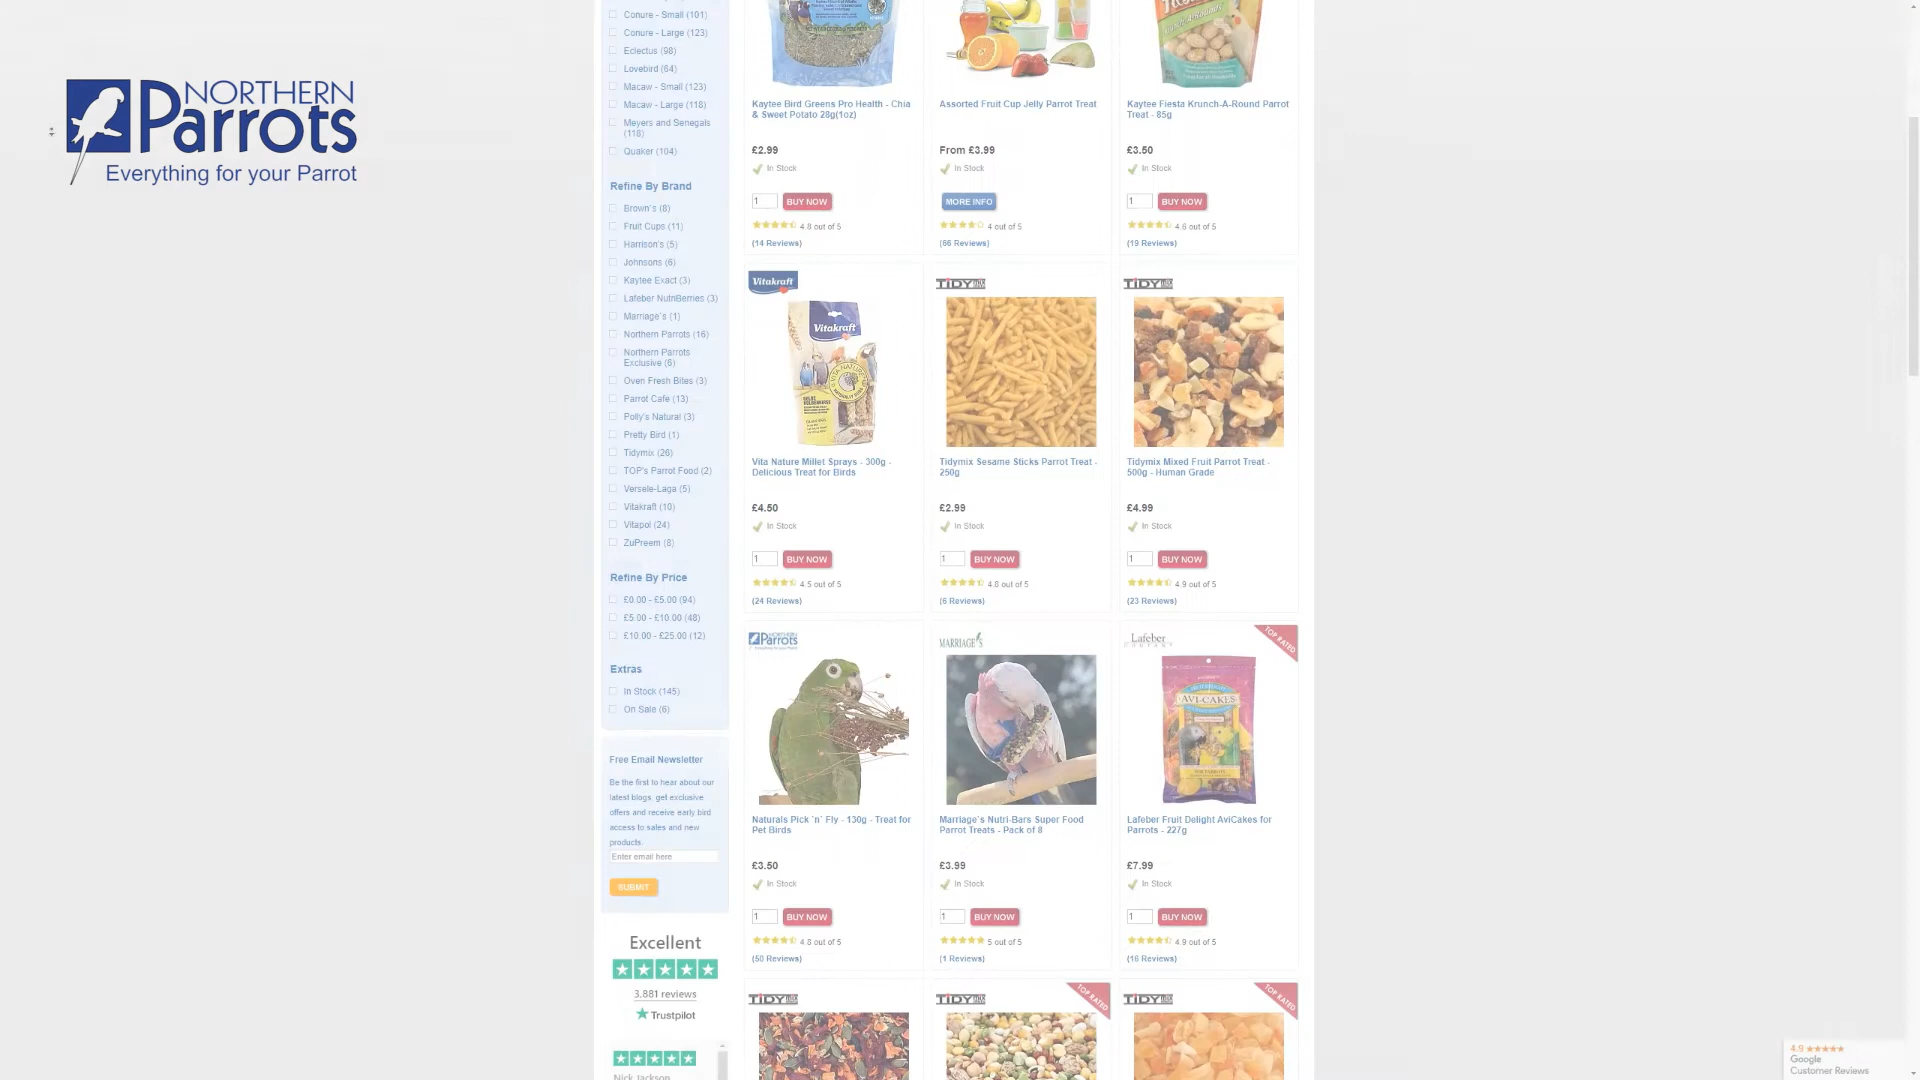 NORTHERN
Parrots
Everything for your Parrot
Conure - Small (101)
Conure - Large (123)
Eclectus (98)
Lovebird (64)
Macaw - Small (123)
Macaw - Large (118)
Meyers and Senegals
(118)
Quaker (104)
Refine By Brand
Brown`s (8)
Fruit Cups (11)
Harrison's (5)
Johnsons (6)
Kaytee Exact (3)
Lafeber NutriBerries (3)
Marriage`s (1)
Northern Parrots (16)
Northern Parrots
Exclusive (6)
Oven Fresh Bites (3)
Parrot Cafe (13)
Polly's Natural (3)
Pretty Bird (1)
Tidymix (26)
TOP's Parrot Food (2)
Versele-Laga (5)
Vitakraft (10)
Vitapol (24)
ZuPreem (8)
Refine By Price
£0.00 - £5.00 (94)
£5.00 - £10.00 (48)
£10.00 - £25.00 (12)
Extras
In Stock (145)
On Sale (6)
Free Email Newsletter
Be the first to hear about our
latest blogs, get exclusive
offers and receive early bird
access to sales and new
products.
Enter email here
SUBMIT
Excellent
3,881 reviews
Trustpilot
Nick Jackson
Kaytee Bird Greens Pro Health - Chia
& Sweet Potato 28g(1oz)
£2.99
In Stock
1 BUY NOW
4.8 out of 5
(14 Reviews)
Assorted Fruit Cup Jelly Parrot Treat
From £3.99
In Stock
MORE INFO
4 out of 5
(66 Reviews)
Kaytee Fiesta Krunch-A-Round Parrot
Treat - 85g
£3.50
In Stock
1 BUY NOW
4.6 out of 5
(19 Reviews)
Vitakraft
Vitakraft
VITA NATURE
Vita Nature Millet Sprays - 300g -
Delicious Treat for Birds
£4.50
In Stock
1 BUY NOW
4.5 out of 5
(24 Reviews)
TiDYMIX
Tidymix Sesame Sticks Parrot Treat -
250g
£2.99
In Stock
1 BUY NOW
4.8 out of 5
(6 Reviews)
TiDYMIX
Tidymix Mixed Fruit Parrot Treat -
500g - Human Grade
£4.99
In Stock
1 BUY NOW
4.9 out of 5
(23 Reviews)
NORTHERN
Parrots
Naturals Pick `n` Fly - 130g - Treat for
Pet Birds
£3.50
In Stock
1 BUY NOW
4.8 out of 5
(50 Reviews)
MARRIAGE'S
Marriage`s Nutri-Bars Super Food
Parrot Treats - Pack of 8
£3.99
In Stock
1 BUY NOW
5 out of 5
(1 Reviews)
Lafeber
COMPANY
TOP RATED
AVI-CAKES
Lafeber Fruit Delight AviCakes for
Parrots - 227g
£7.99
In Stock
1 BUY NOW
4.9 out of 5
(16 Reviews)
TiDYMIX
TiDYMIX
TOP RATED
TiDYMIX
TOP RATED
4.9
Google
Customer Reviews